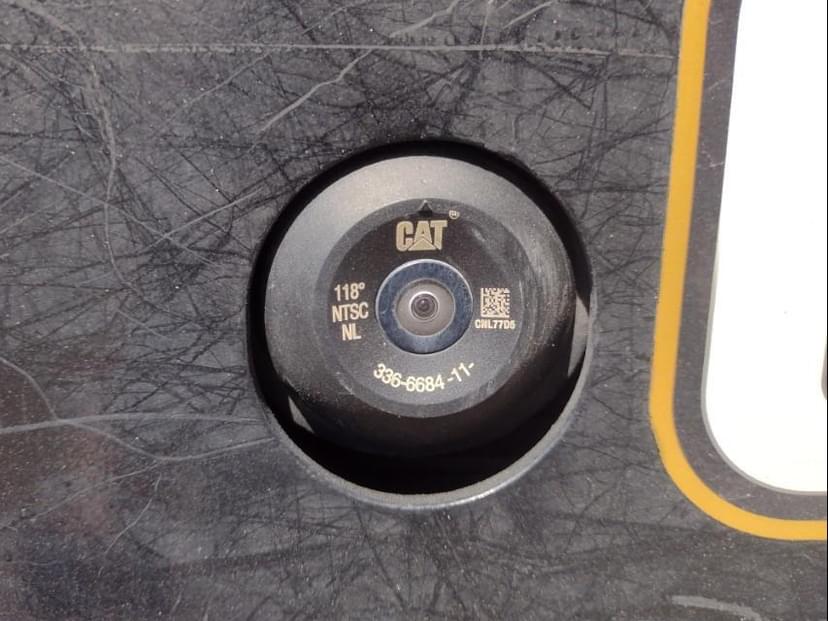 CAT®
118°
NTSC
NL
CNL77D5
336-6684-11-